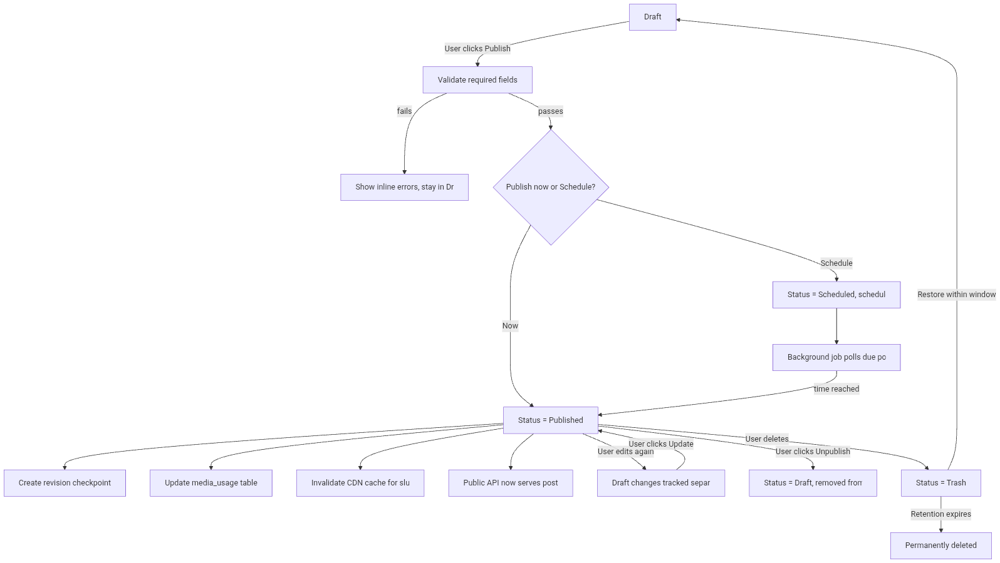 Draft
User clicks Publish
Validate required fields
fails
passes
Show inline errors, stay in Dr
Publish now or Schedule?
Schedule
Status = Scheduled, schedul
Restore within window
Now
Background job polls due po
time reached
Status = Published
User deletes
User clicks Update
User edits again
User clicks Unpublish
Create revision checkpoint
Update media_usage table
Invalidate CDN cache for slu
Public API now serves post
Draft changes tracked separ
Status = Draft, removed from
Status = Trash
Retention expires
Permanently deleted